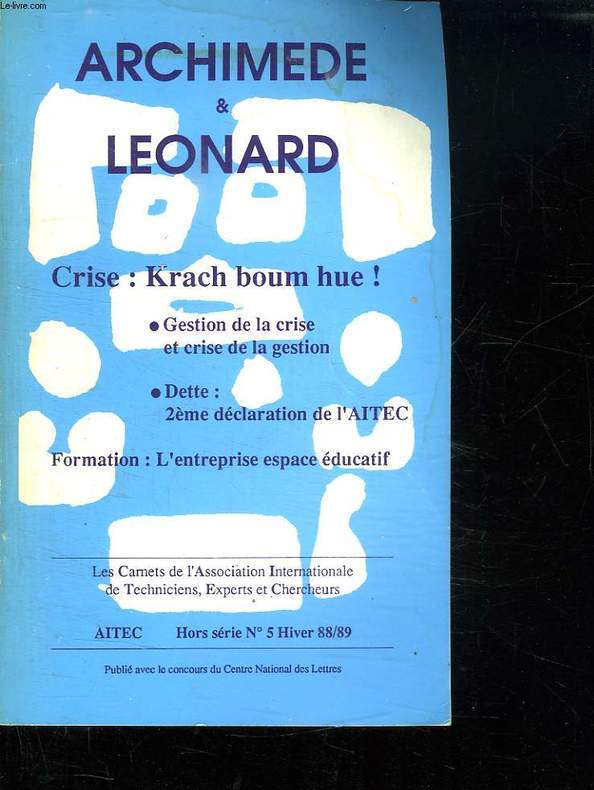 Le-livre.com
ARCHIMEDE
&
LEONARD
Crise : Krach boum hue !
● Gestion de la crise
et crise de la gestion
● Dette :
2ème déclaration de l'AITEC
Formation : L'entreprise espace éducatif
Les Carnets de l'Association Internationale
de Techniciens, Experts et Chercheurs
AITEC Hors série N° 5 Hiver 88/89
Publié avec le concours du Centre National des Lettres